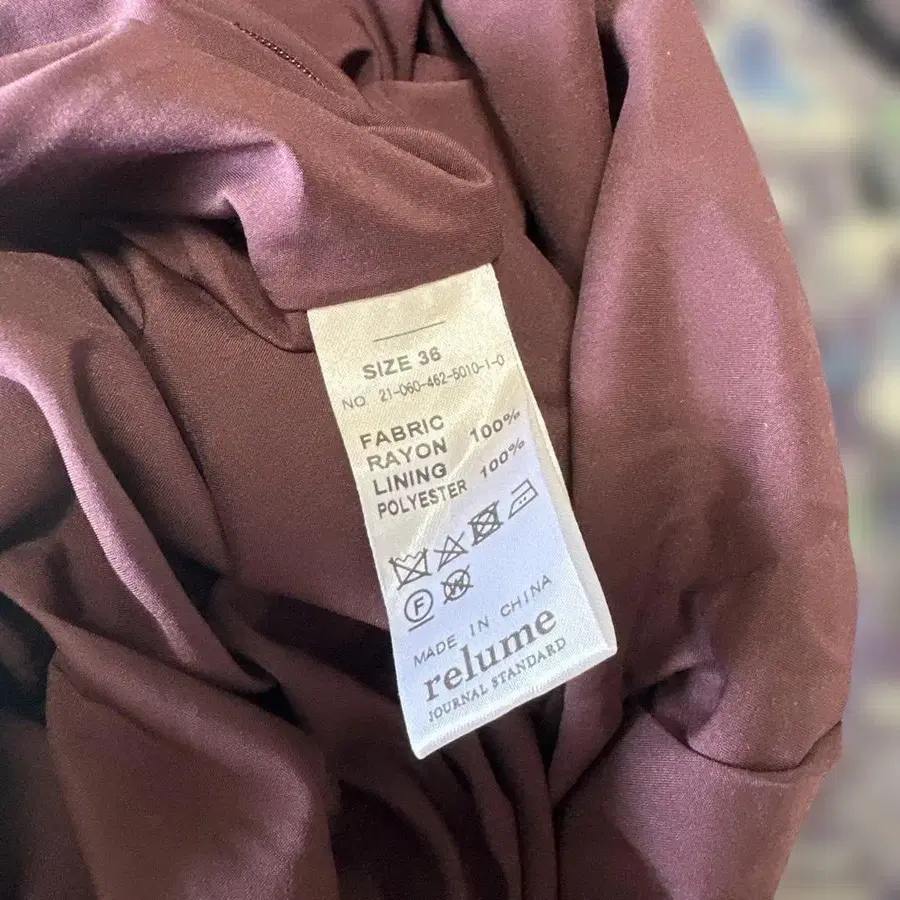 SIZE 36
NO 21-060-462-5010-1-0
FABRIC
RAYON 100%
LINING
POLYESTER 100%
F W
MADE IN CHINA
relume
JOURNAL STANDARD